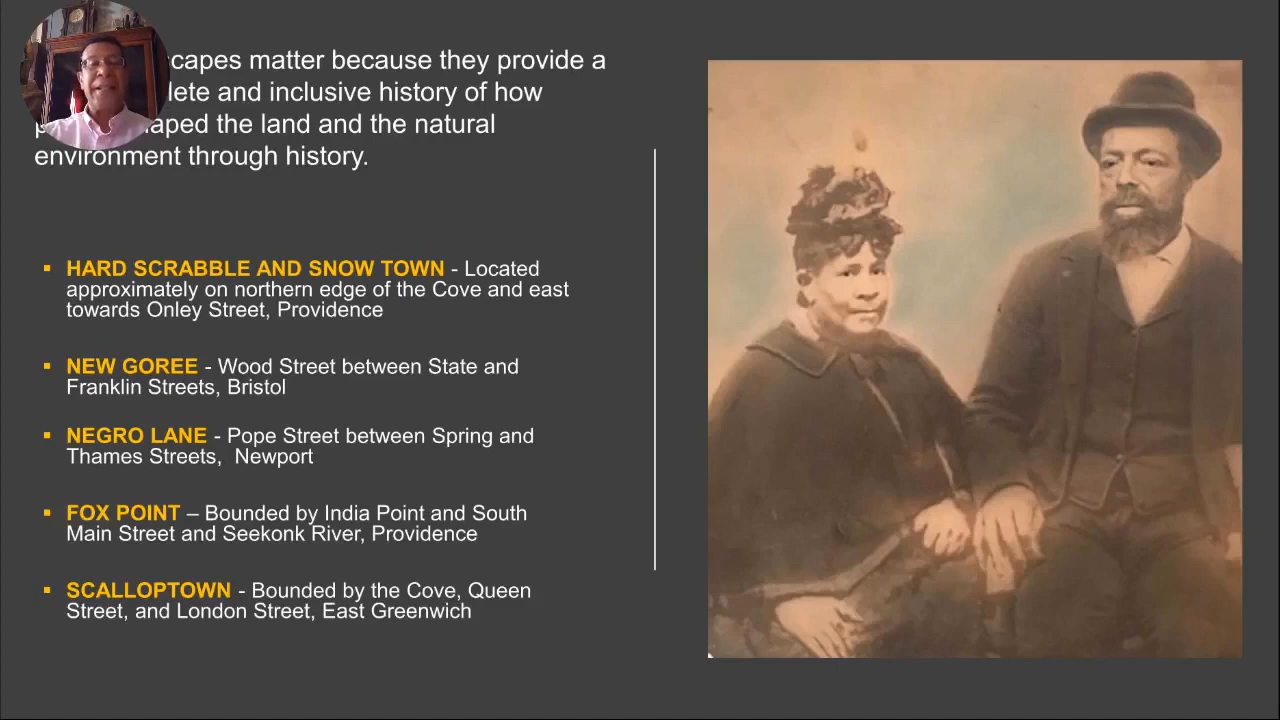 capes matter because they provide a
lete and inclusive history of how
aped the land and the natural
environment through history.
▪ HARD SCRABBLE AND SNOW TOWN - Located
approximately on northern edge of the Cove and east
towards Onley Street, Providence
▪ NEW GOREE - Wood Street between State and
Franklin Streets, Bristol
▪ NEGRO LANE - Pope Street between Spring and
Thames Streets, Newport
▪ FOX POINT – Bounded by India Point and South
Main Street and Seekonk River, Providence
▪ SCALLOPTOWN - Bounded by the Cove, Queen
Street, and London Street, East Greenwich